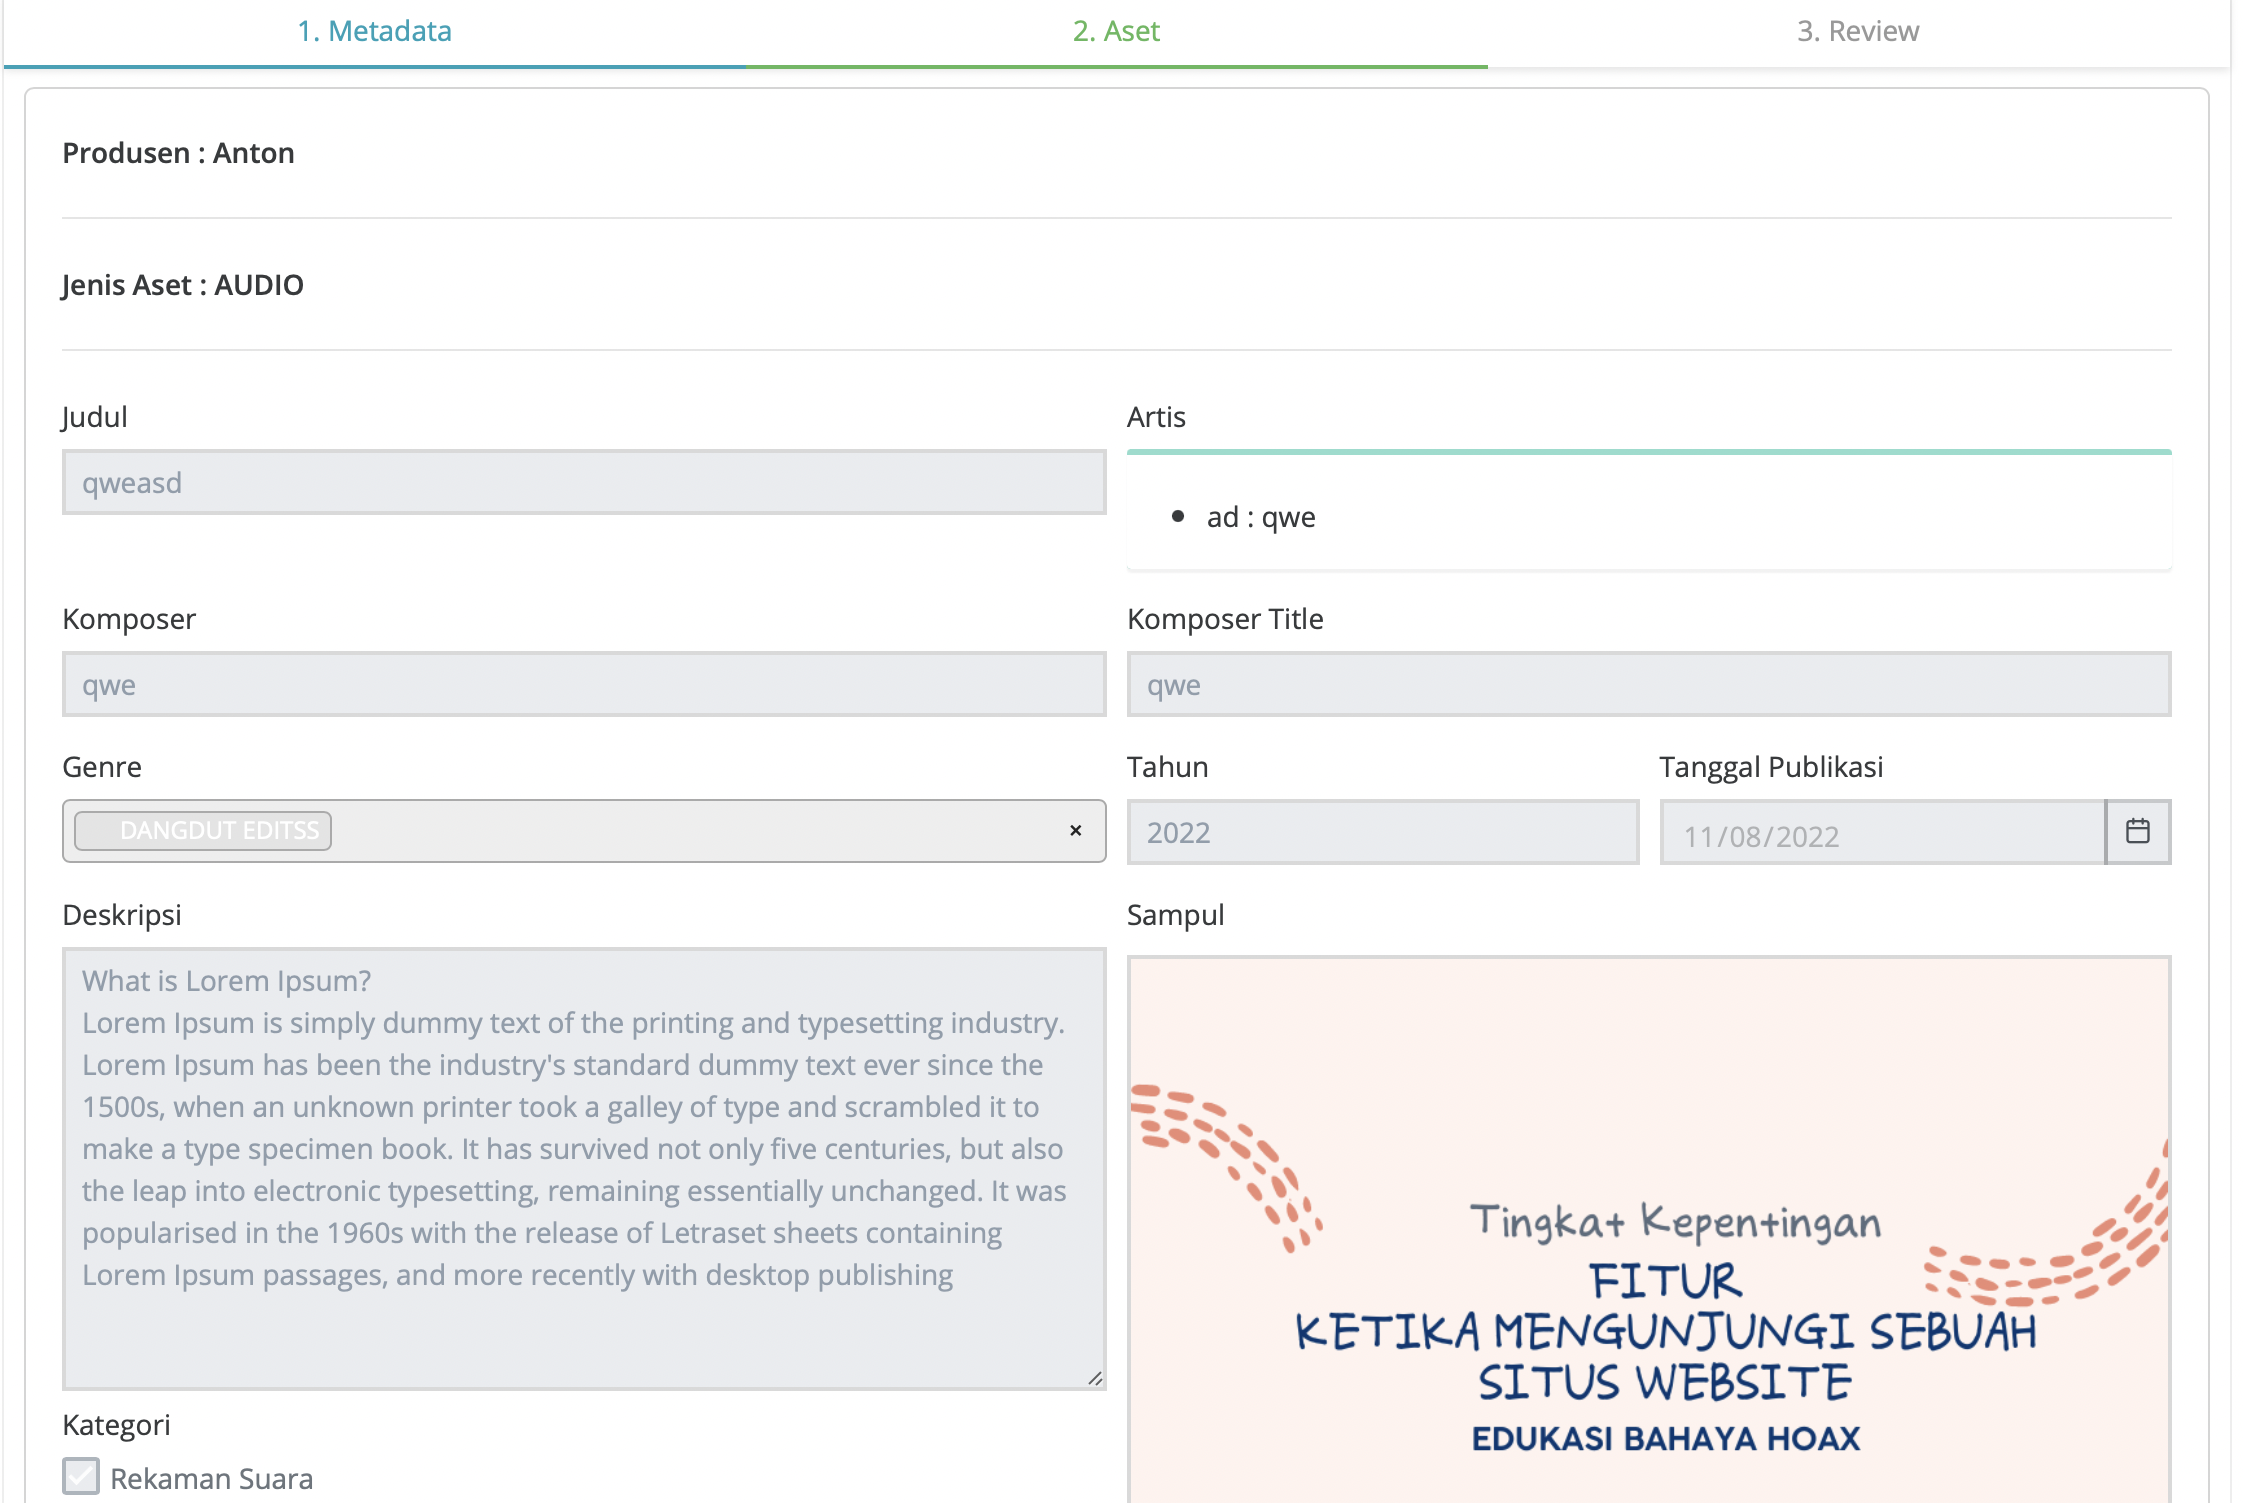 1. Metadata
2. Aset
3. Review
Produsen : Anton
Jenis Aset : AUDIO
Judul
qweasd
Artis
ad : qwe
Komposer
qwe
Komposer Title
qwe
Genre
DANGDUT EDITSS ×
Tahun
2022
Tanggal Publikasi
11/08/2022
Deskripsi
What is Lorem Ipsum?
Lorem Ipsum is simply dummy text of the printing and typesetting industry.
Lorem Ipsum has been the industry's standard dummy text ever since the
1500s, when an unknown printer took a galley of type and scrambled it to
make a type specimen book. It has survived not only five centuries, but also
the leap into electronic typesetting, remaining essentially unchanged. It was
popularised in the 1960s with the release of Letraset sheets containing
Lorem Ipsum passages, and more recently with desktop publishing
Sampul
Tingkat Kepentingan
FITUR
KETIKA MENGUNJUNGI SEBUAH
SITUS WEBSITE
EDUKASI BAHAYA HOAX
Kategori
Rekaman Suara